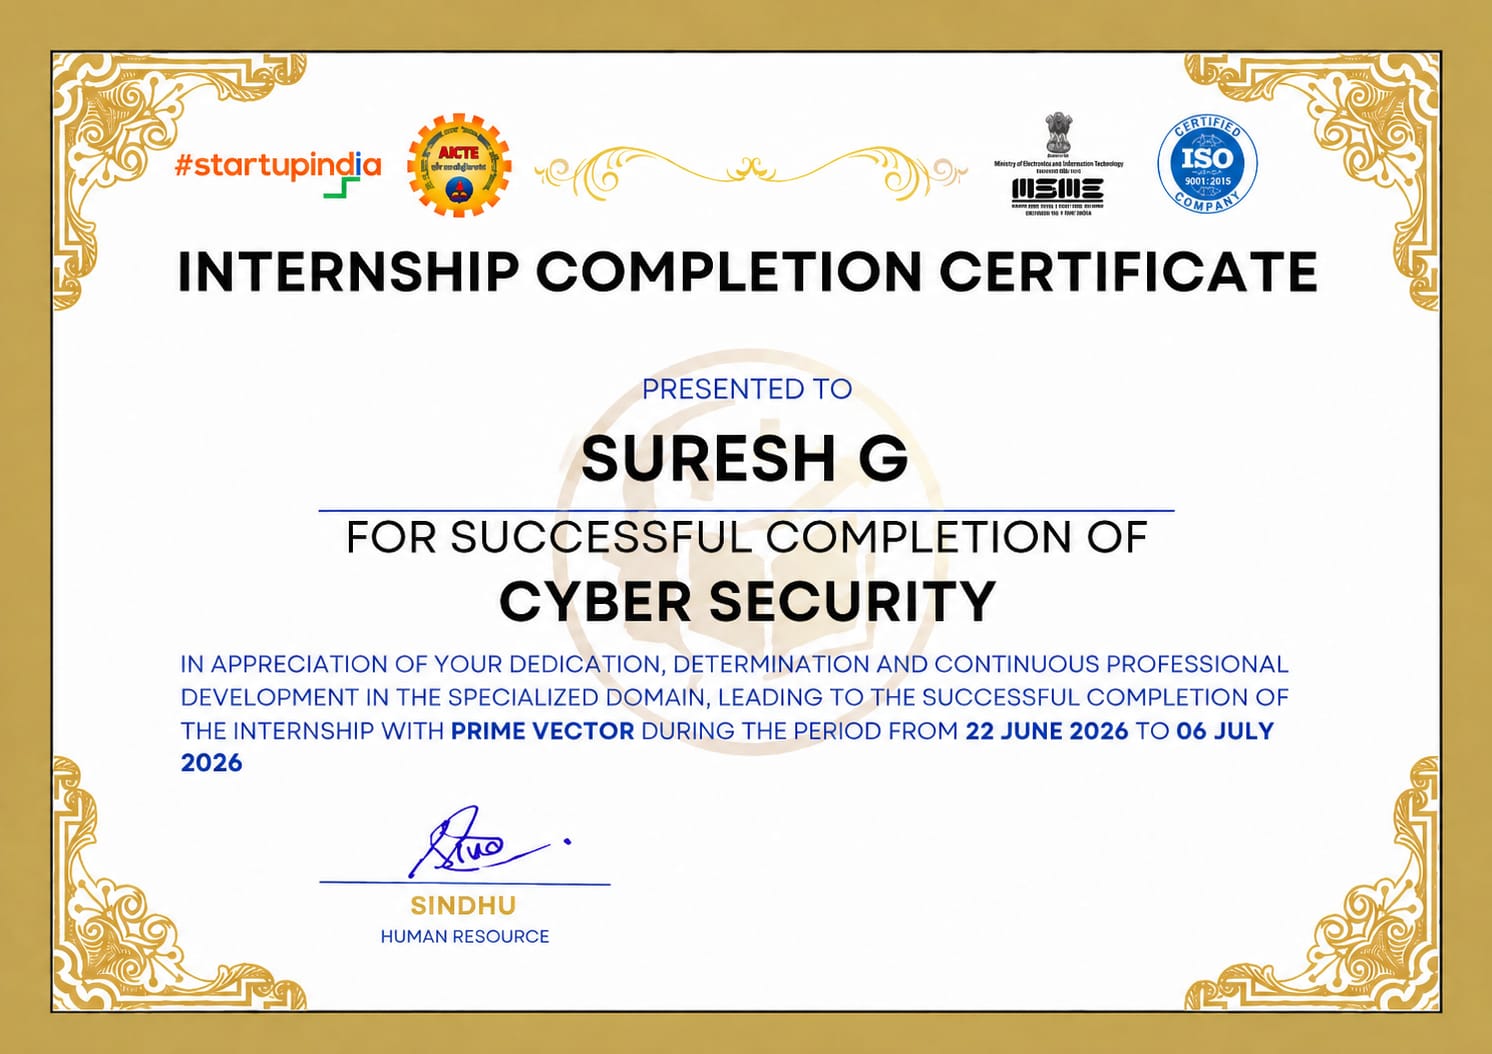 #startupindia
AICTE
Ministry of Electronics and Information Technology
MSME
CERTIFIED
ISO
9001:2015
COMPANY
INTERNSHIP COMPLETION CERTIFICATE
PRESENTED TO
SURESH G
FOR SUCCESSFUL COMPLETION OF
CYBER SECURITY
IN APPRECIATION OF YOUR DEDICATION, DETERMINATION AND CONTINUOUS PROFESSIONAL
DEVELOPMENT IN THE SPECIALIZED DOMAIN, LEADING TO THE SUCCESSFUL COMPLETION OF
THE INTERNSHIP WITH PRIME VECTOR DURING THE PERIOD FROM 22 JUNE 2026 TO 06 JULY
2026
SINDHU
HUMAN RESOURCE